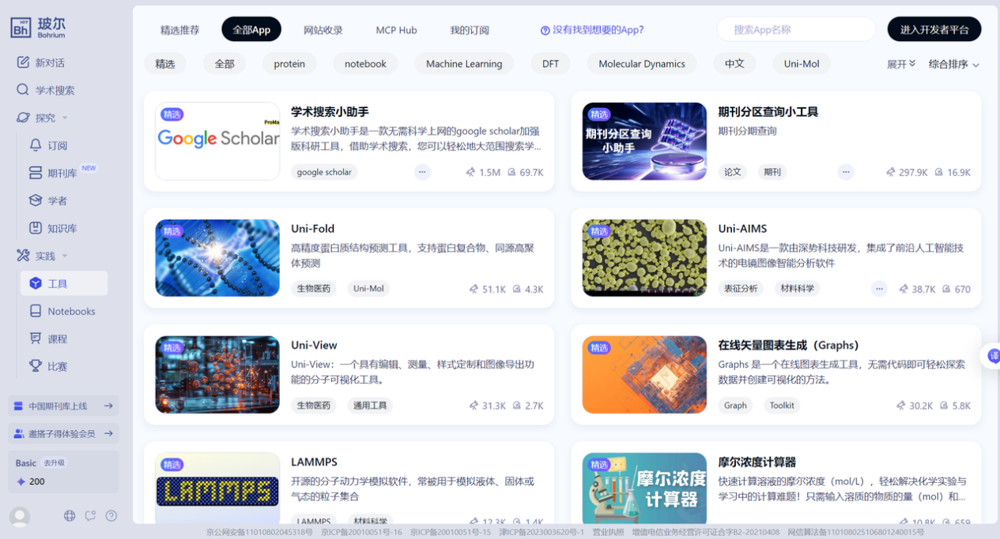 玻尔
Bohrium
新对话
学术搜索
探究
订阅
期刊库 NEW
学者
知识库
实践
工具
Notebooks
课程
比赛
中国期刊库上线
邀搭子得体验会员
Basic 去升级
200
精选推荐 全部App 网站收录 MCP Hub 我的订阅 没有找到想要的App? 搜索App名称 进入开发者平台
精选 全部 protein notebook Machine Learning DFT Molecular Dynamics 中文 Uni-Mol 展开 综合排序
精选
ProMa
Google Scholar
学术搜索小助手
学术搜索小助手是一款无需科学上网的google scholar加强
版科研工具，借助学术搜索，您可以轻松地大范围搜索学...
google scholar ... 1.5M 69.7K
精选
期刊分区查询
小助手
期刊分区查询小工具
期刊分期查询
论文 期刊 ... 297.9K 16.9K
精选
Uni-Fold
高精度蛋白质结构预测工具，支持蛋白复合物、同源高聚
体预测
生物医药 Uni-Mol 51.1K 4.3K
精选
Uni-AIMS
Uni-AIMS是一款由深势科技研发，集成了前沿人工智能技
术的电镜图像智能分析软件
表征分析 材料科学 ... 38.7K 670
精选
Uni-View
Uni-View：一个具有编辑、测量、样式定制和图像导出功
能的分子可视化工具。
生物医药 通用工具 31.3K 2.7K
精选
在线矢量图表生成（Graphs）
Graphs 是一个在线图表生成工具，无需代码即可轻松探索
数据并创建可视化的方法。
Graph Toolkit 30.2K 5.8K
译
精选
LAMMPS
LAMMPS
开源的分子动力学模拟软件，常被用于模拟液体、固体或
气态的粒子集合
LAMMPS 材料科学 12.3K 1.4K
精选
摩尔浓度
计算器
摩尔浓度计算器
快速计算溶液的摩尔浓度（mol/L），轻松解决化学实验与
学习中的计算难题！只需输入溶质的物质的量（mol）和...
10.8K 659
京公网安备11010802045318号 京ICP备20010051号-16 京ICP备20010051号-15 津ICP备2023003620号-1 营业执照 增值电信业务经营许可证合字B2-20210408 网信算法备110108025106801240015号